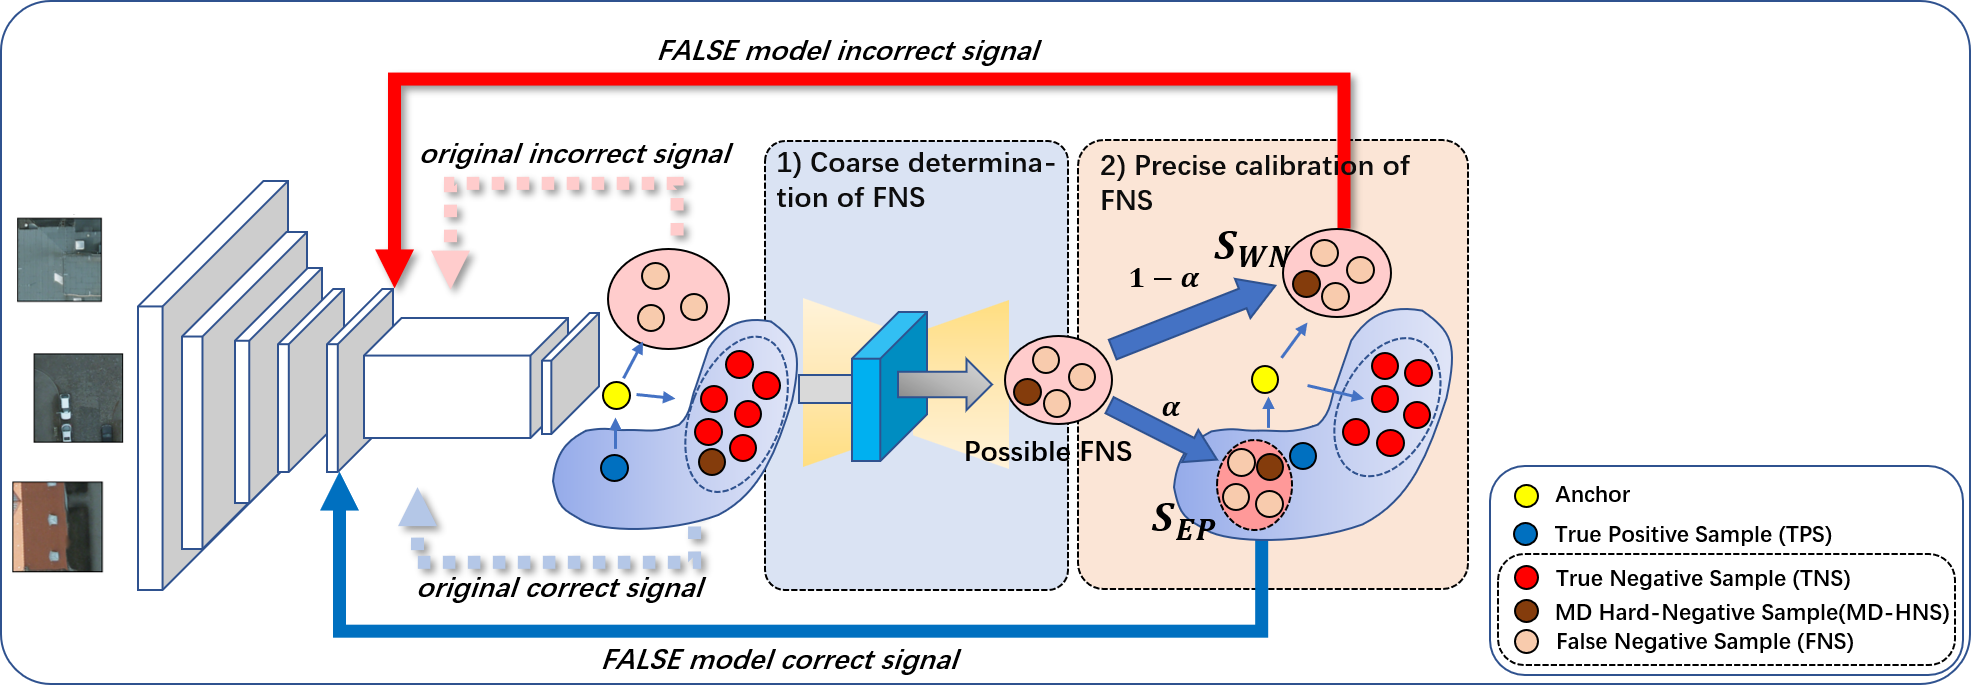 FALSE model incorrect signal
original incorrect signal
1) Coarse determina-
tion of FNS
2) Precise calibration of
FNS
S_WN
1 − α
α
Possible FNS
S_EP
original correct signal
FALSE model correct signal
Anchor
True Positive Sample (TPS)
True Negative Sample (TNS)
MD Hard-Negative Sample(MD-HNS)
False Negative Sample (FNS)